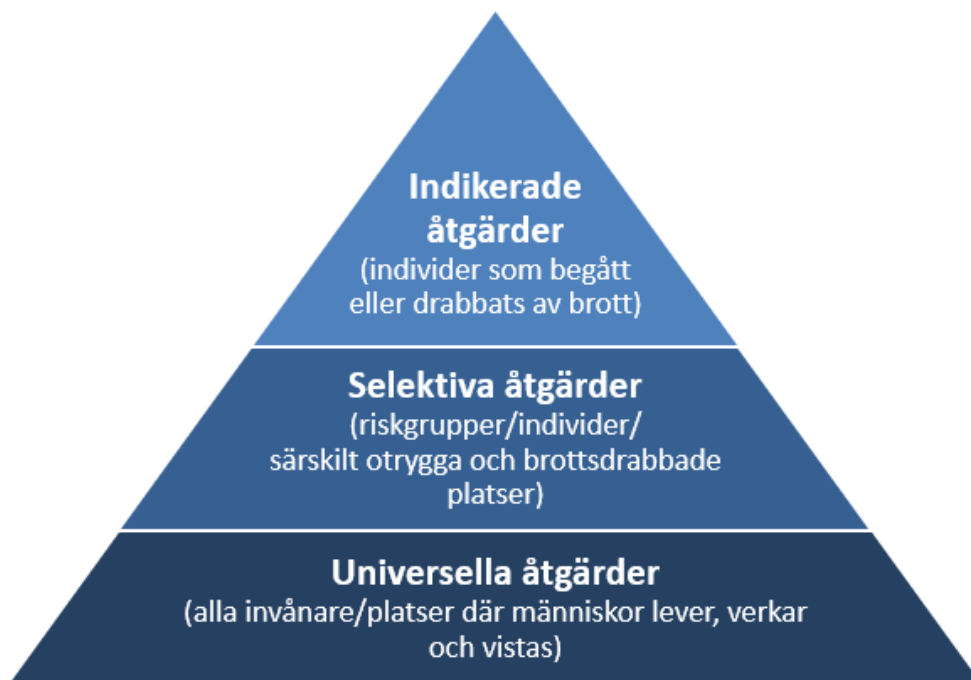 Indikerade
åtgärder
(individer som begått
eller drabbats av brott)
Selektiva åtgärder
(riskgrupper/individer/
särskilt otrygga och brottsdrabbade
platser)
Universella åtgärder
(alla invånare/platser där människor lever, verkar
och vistas)